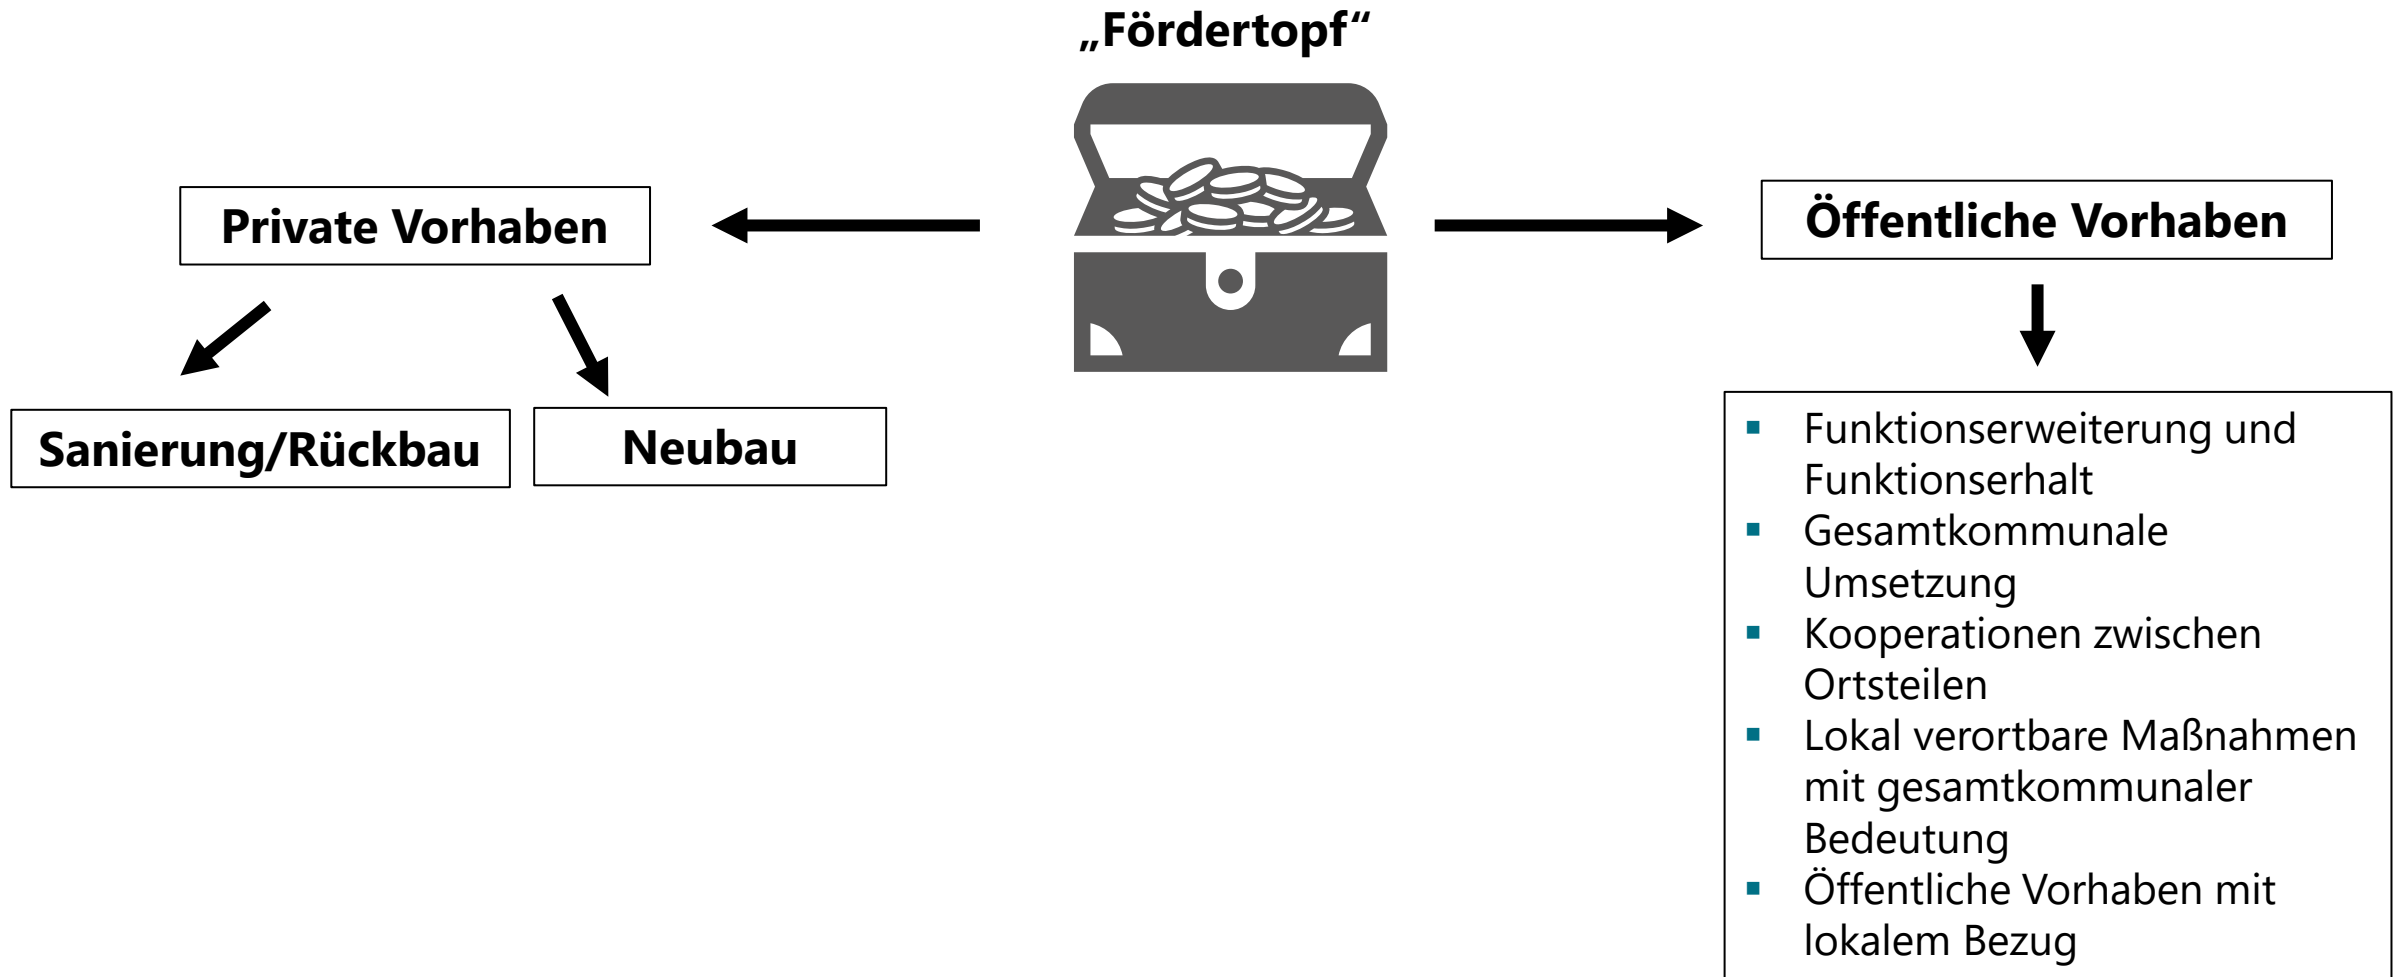 „Fördertopf“
Private Vorhaben
Öffentliche Vorhaben
Sanierung/Rückbau
Neubau
▪ Funktionserweiterung und
Funktionserhalt
▪ Gesamtkommunale
Umsetzung
▪ Kooperationen zwischen
Ortsteilen
▪ Lokal verortbare Maßnahmen
mit gesamtkommunaler
Bedeutung
▪ Öffentliche Vorhaben mit
lokalem Bezug